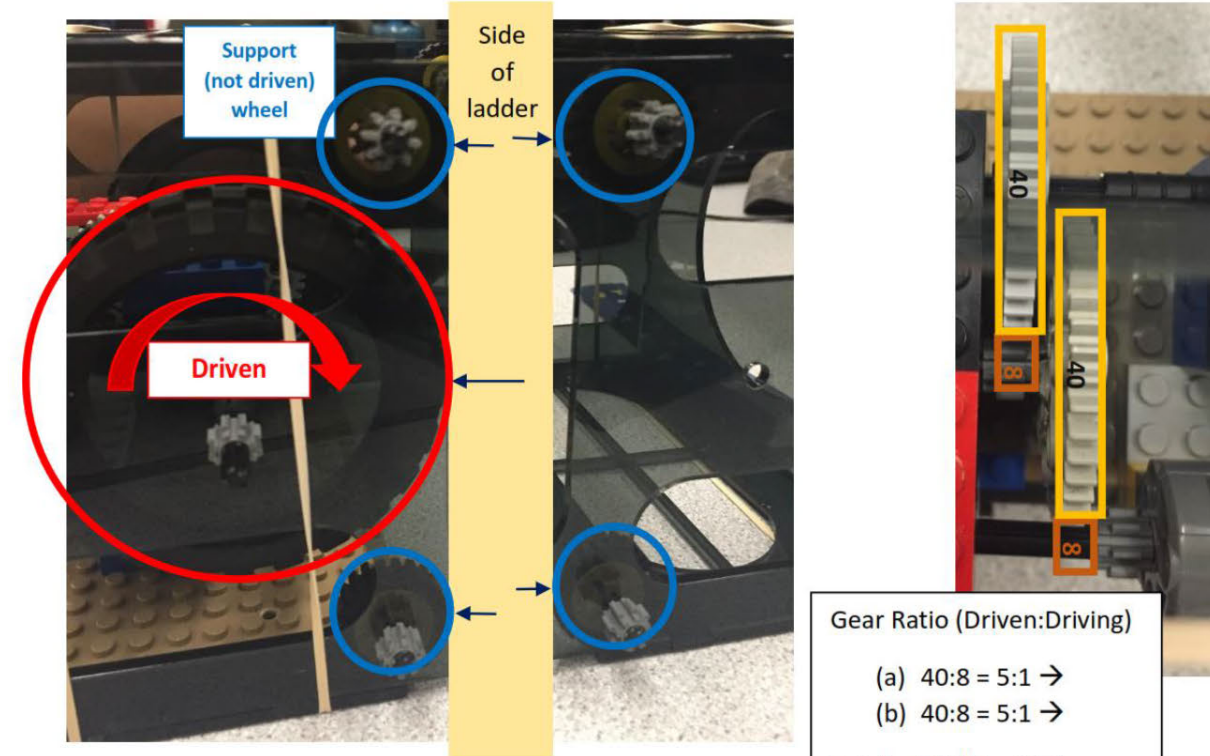 Support
(not driven)
wheel
Side
of
ladder
Driven
40
8
40
8
Gear Ratio (Driven:Driving)
(a) 40:8 = 5:1 →
(b) 40:8 = 5:1 →